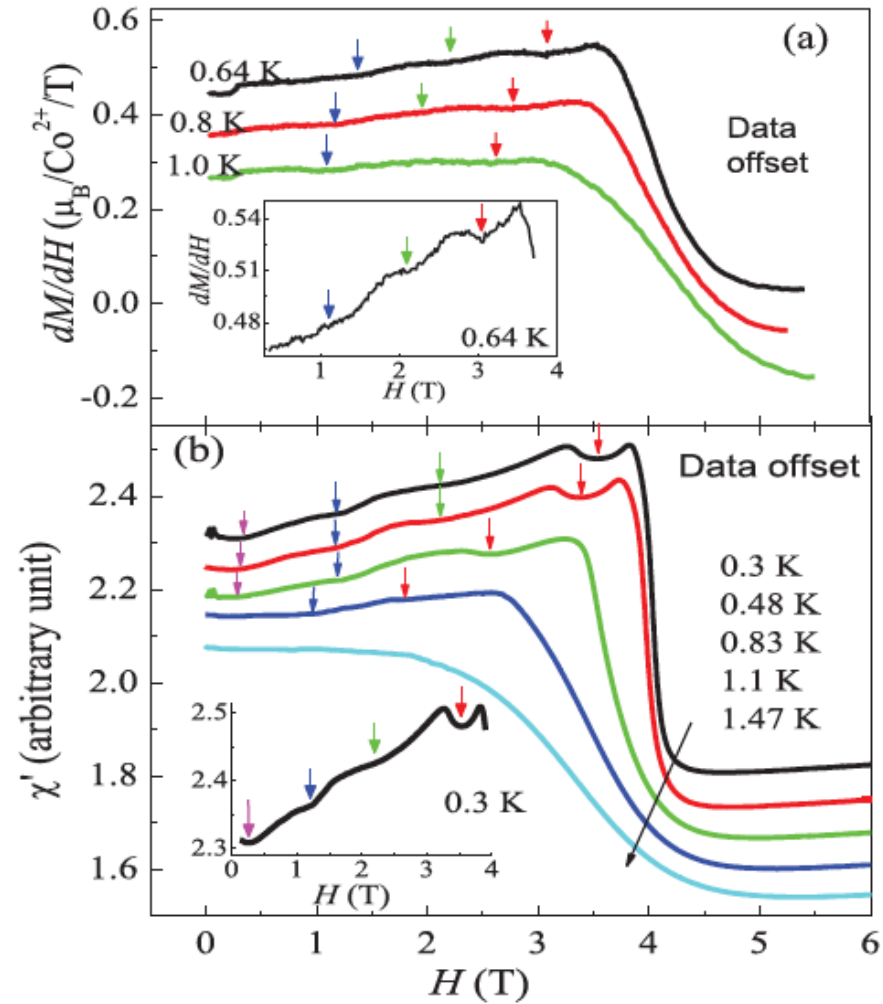 (a)
0.64 K
0.8 K
1.0 K
Data
offset
dM/dH (μB/Co2+/T)
0.6
0.4
0.2
0.0
-0.2
dM/dH
0.54
0.51
0.48
0.64 K
1 2 3 4
H (T)
(b)
Data offset
χ' (arbitrary unit)
2.4
2.2
2.0
1.8
1.6
0.3 K
0.48 K
0.83 K
1.1 K
1.47 K
2.5
2.4
2.3
0.3 K
0 1 2 3 4
H (T)
0 1 2 3 4 5 6
H (T)